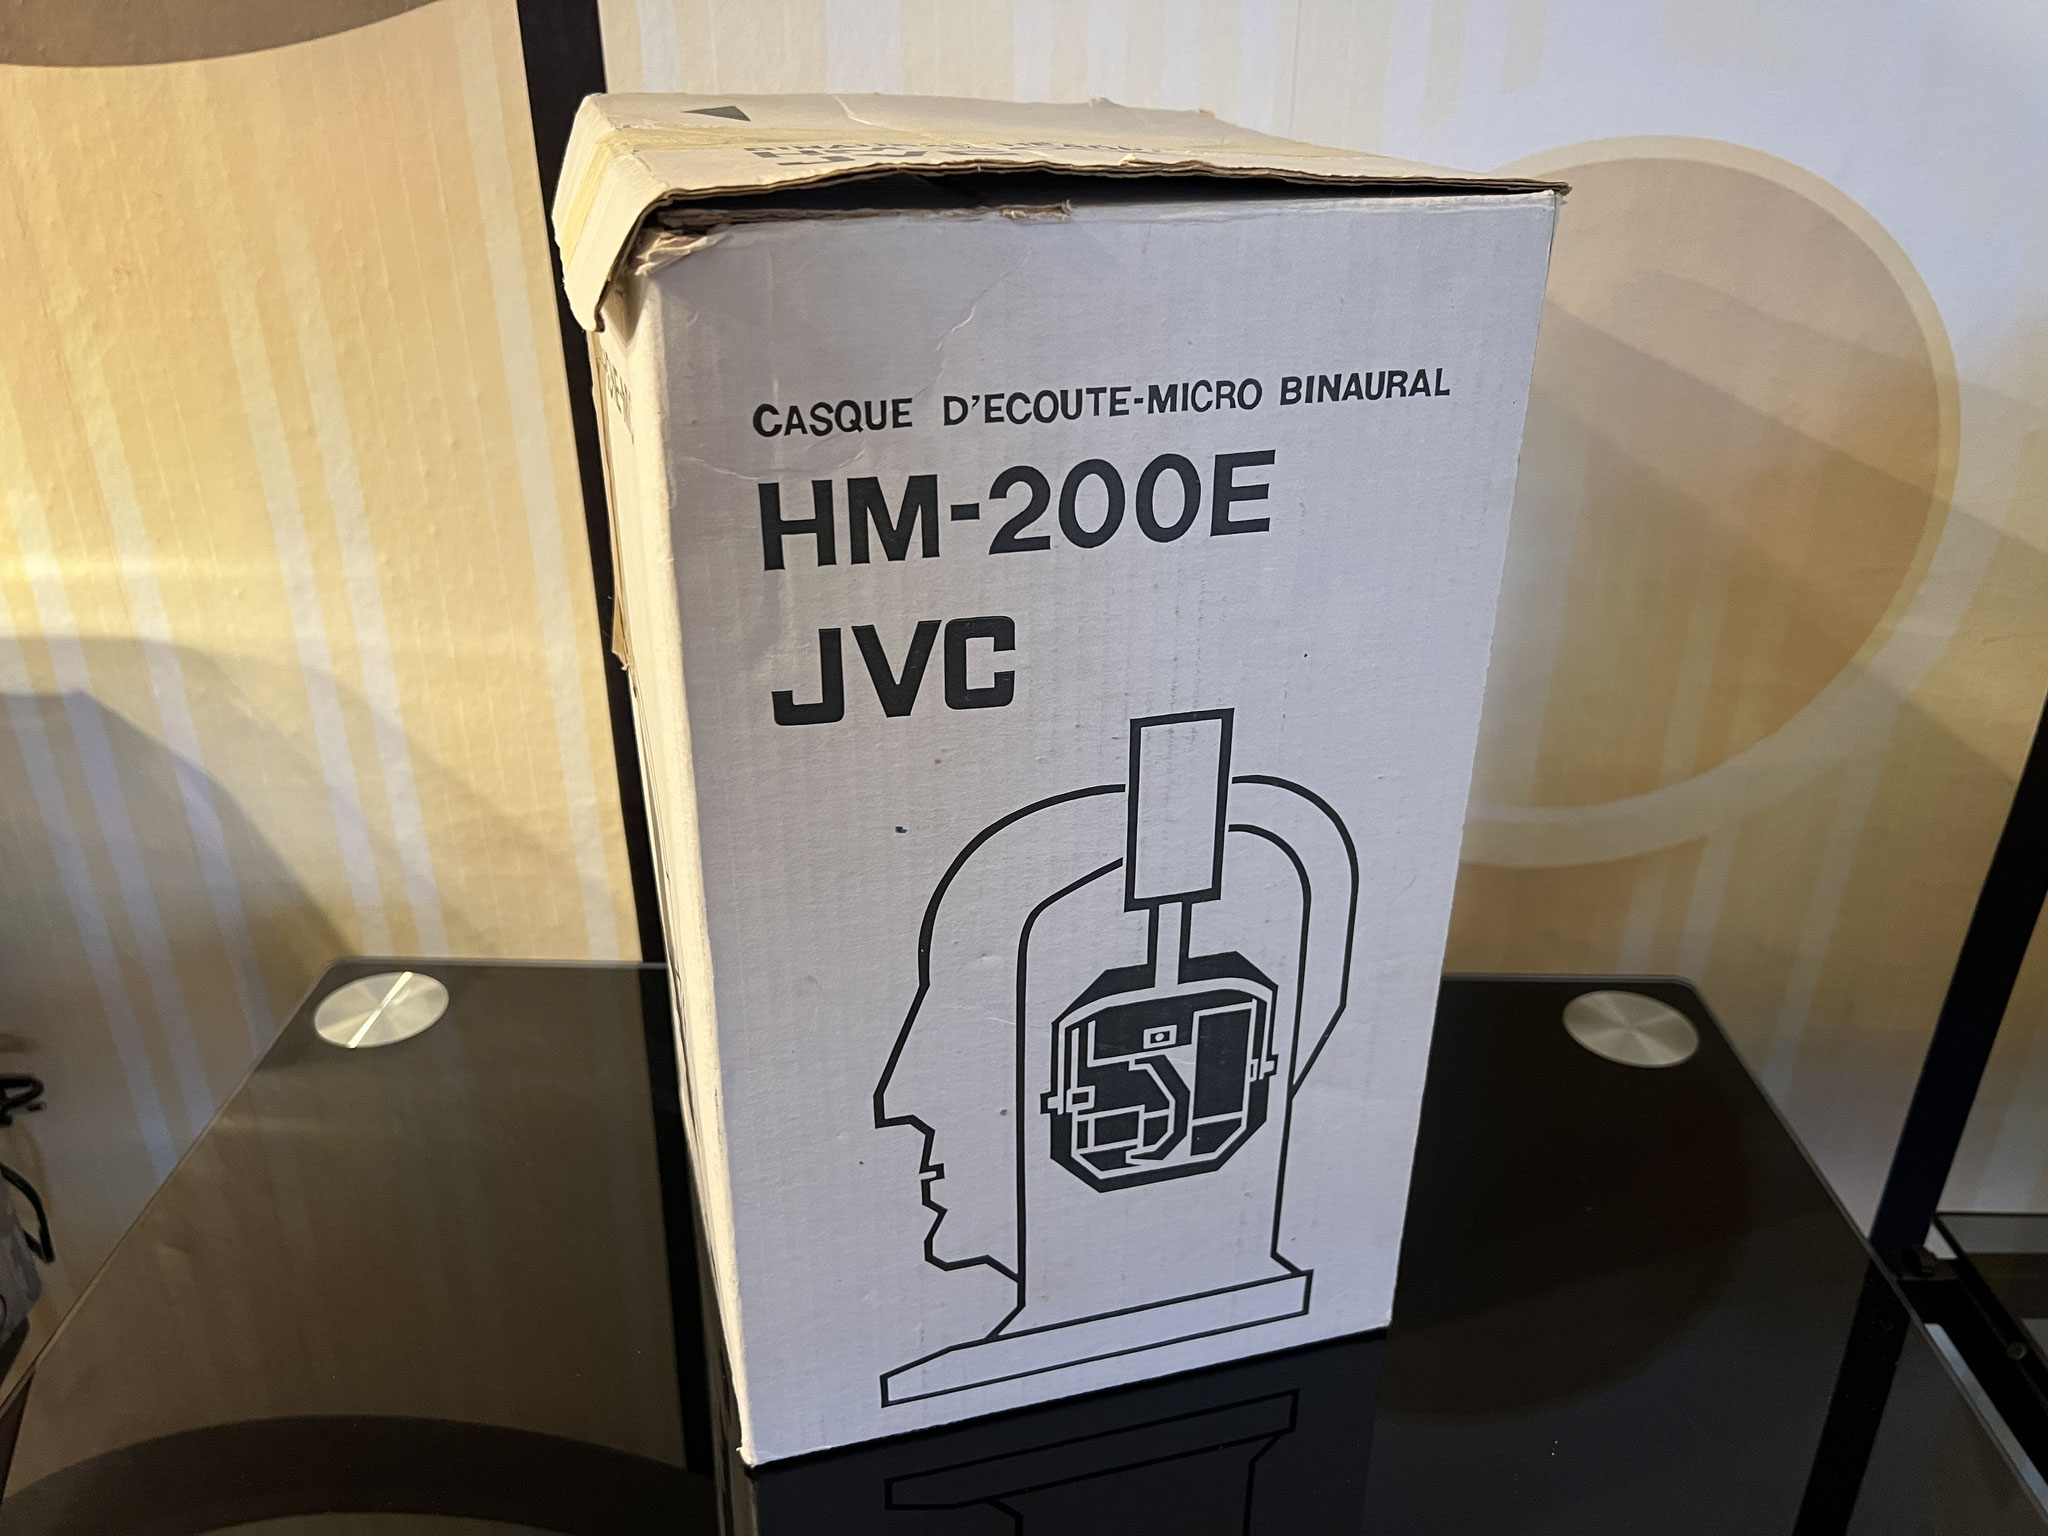 CASQUE D'ECOUTE-MICRO BINAURAL
HM-200E
JVC